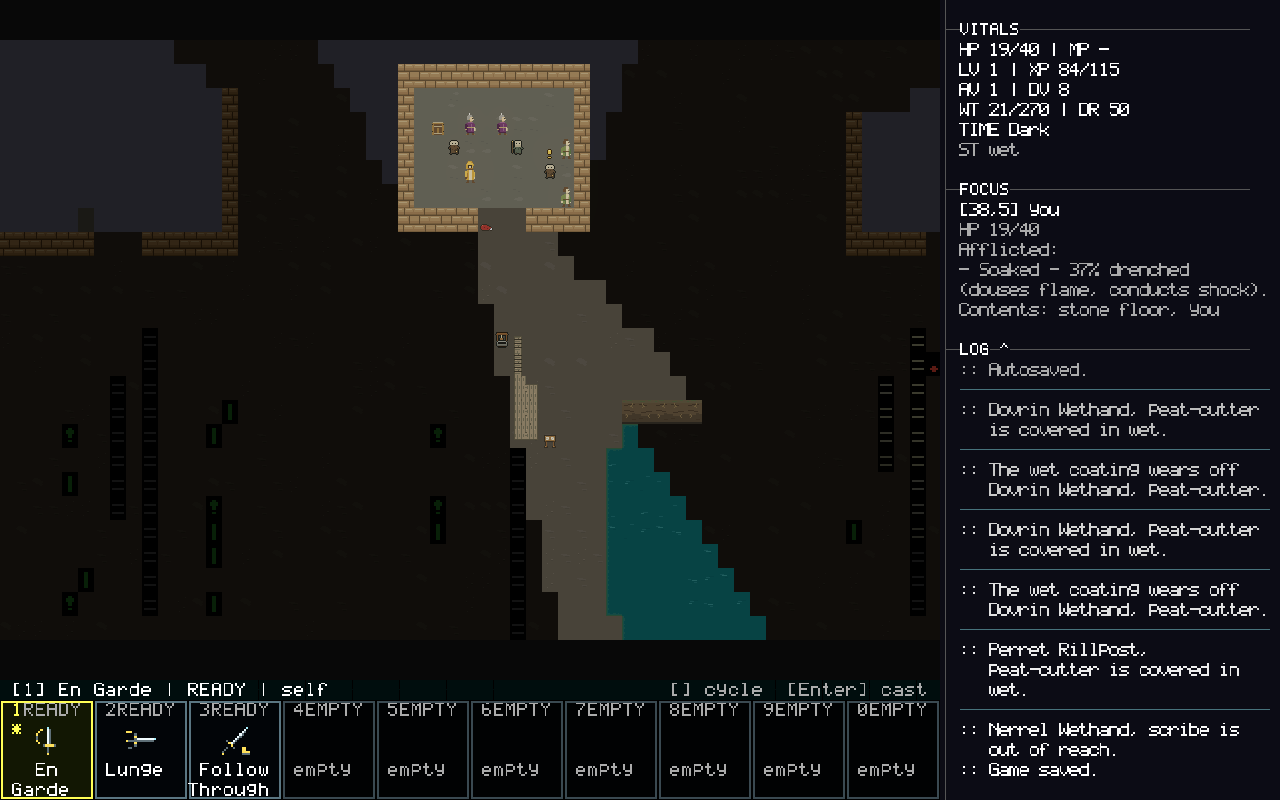 VITALS
HP 19/40 | MP -
LV 1 | XP 84/115
AV 1 | DV 8
WT 21/270 | DR 50
TIME Dark
ST wet
FOCUS
[38,5] You
HP 19/40
Afflicted:
- Soaked - 37% drenched
(douses flame, conducts shock).
Contents: stone floor, You
LOG ^
:: Autosaved.
:: Dovrin Wethand, Peat-cutter
is covered in wet.
:: The wet coating wears off
Dovrin Wethand, Peat-cutter.
:: Dovrin Wethand, Peat-cutter
is covered in wet.
:: The wet coating wears off
Dovrin Wethand, Peat-cutter.
:: Perret RillPost,
Peat-cutter is covered in
wet.
:: Nerrel Wethand, scribe is
out of reach.
:: Game saved.
[1] En Garde | READY | self
[] cycle [Enter] cast
1READY 2READY 3READY 4EMPTY 5EMPTY 6EMPTY 7EMPTY 8EMPTY 9EMPTY 0EMPTY
*
En Lunge Follow empty empty empty empty empty empty empty
Garde Through